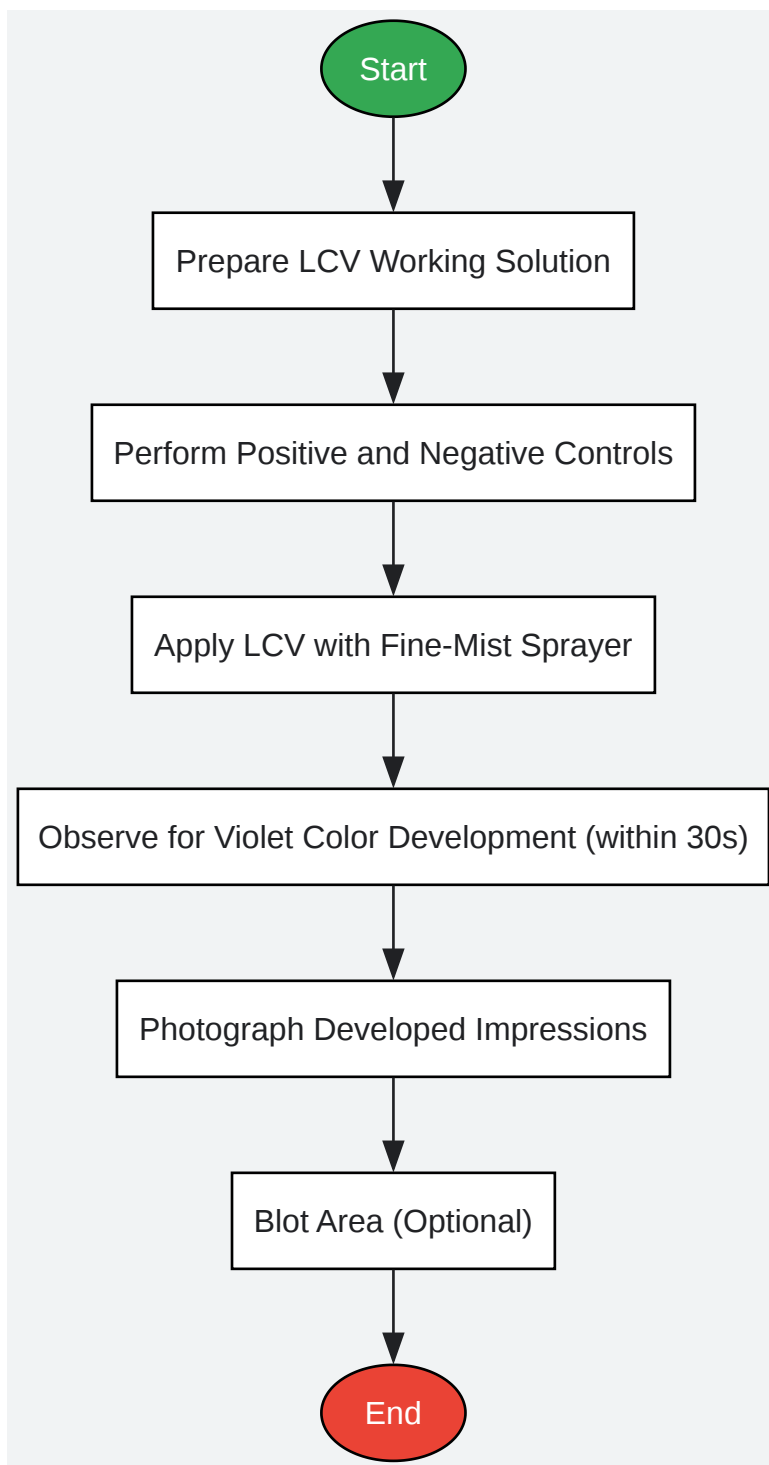 Start
Prepare LCV Working Solution
Perform Positive and Negative Controls
Apply LCV with Fine-Mist Sprayer
Observe for Violet Color Development (within 30s)
Photograph Developed Impressions
Blot Area (Optional)
End